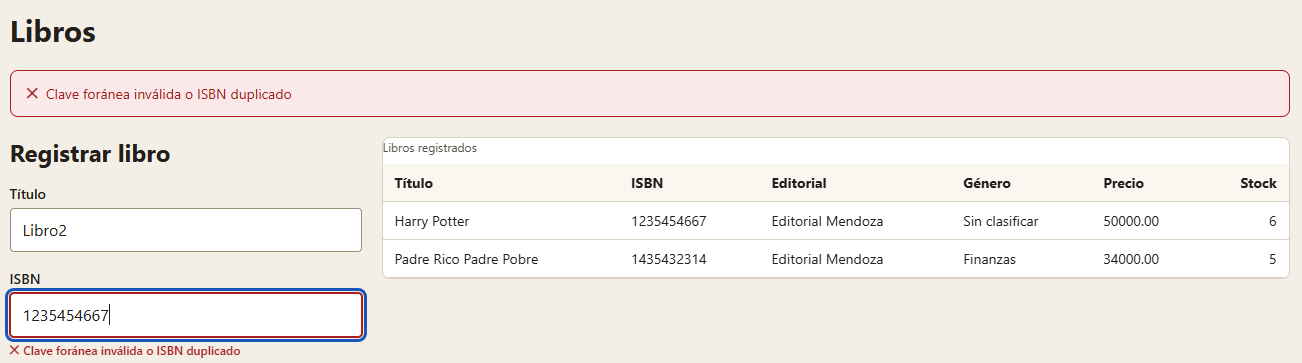 Libros
✕ Clave foránea inválida o ISBN duplicado
Registrar libro
Título
Libro2
ISBN
1235454667
✕ Clave foránea inválida o ISBN duplicado
Libros registrados
Título ISBN Editorial Género Precio Stock
Harry Potter 1235454667 Editorial Mendoza Sin clasificar 50000.00 6
Padre Rico Padre Pobre 1435432314 Editorial Mendoza Finanzas 34000.00 5